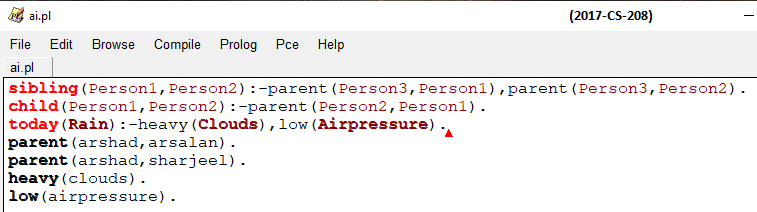 ai.pl (2017-CS-208)
File Edit Browse Compile Prolog Pce Help
ai.pl
sibling(Person1,Person2):-parent(Person3,Person1),parent(Person3,Person2).
child(Person1,Person2):-parent(Person2,Person1).
today(Rain):-heavy(Clouds),low(Airpressure).
parent(arshad,arsalan).
parent(arshad,sharjeel).
heavy(clouds).
low(airpressure).